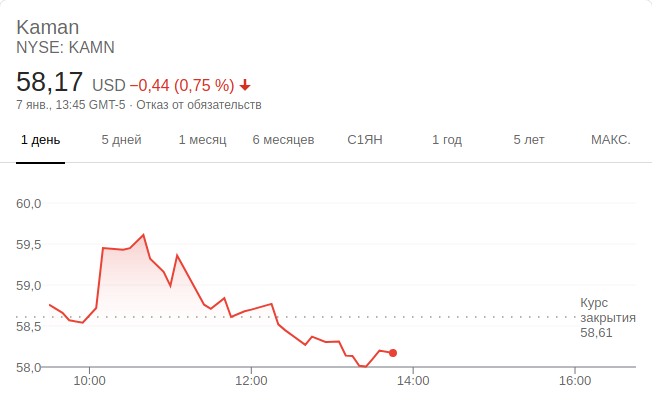 Kaman
NYSE: KAMN
58,17 USD −0,44 (0,75 %)
7 янв., 13:45 GMT-5 · Отказ от обязательств
1 день 5 дней 1 месяц 6 месяцев С1ЯН 1 год 5 лет МАКС.
60,0
59,5
59,0
58,5
58,0
Курс
закрытия
58,61
10:00 12:00 14:00 16:00